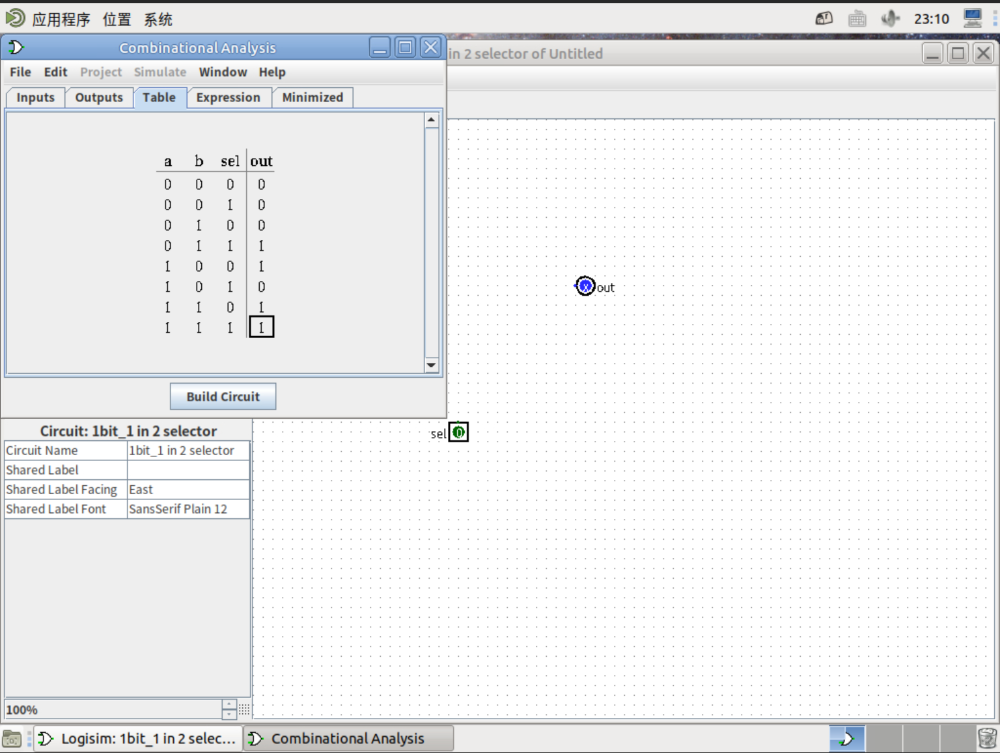 应用程序 位置 系统 23:10
Combinational Analysis
in 2 selector of Untitled
File Edit Project Simulate Window Help
Inputs Outputs Table Expression Minimized
a b sel out
0 0 0 0
0 0 1 0
0 1 0 0
0 1 1 1
1 0 0 1
1 0 1 0
1 1 0 1
1 1 1 1
x out
Build Circuit
sel 0
Circuit: 1bit_1 in 2 selector
Circuit Name 1bit_1 in 2 selector
Shared Label
Shared Label Facing East
Shared Label Font SansSerif Plain 12
100%
Logisim: 1bit_1 in 2 selec... Combinational Analysis